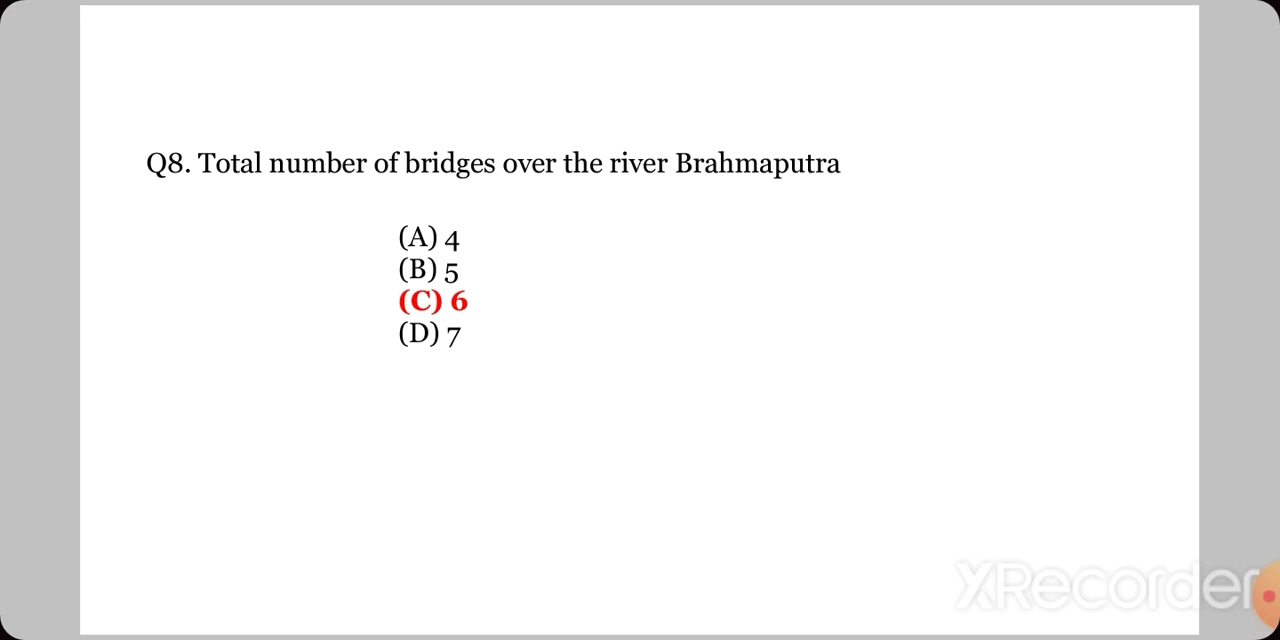 Q8. Total number of bridges over the river Brahmaputra
(A) 4
(B) 5
(C) 6
(D) 7
XRecorder